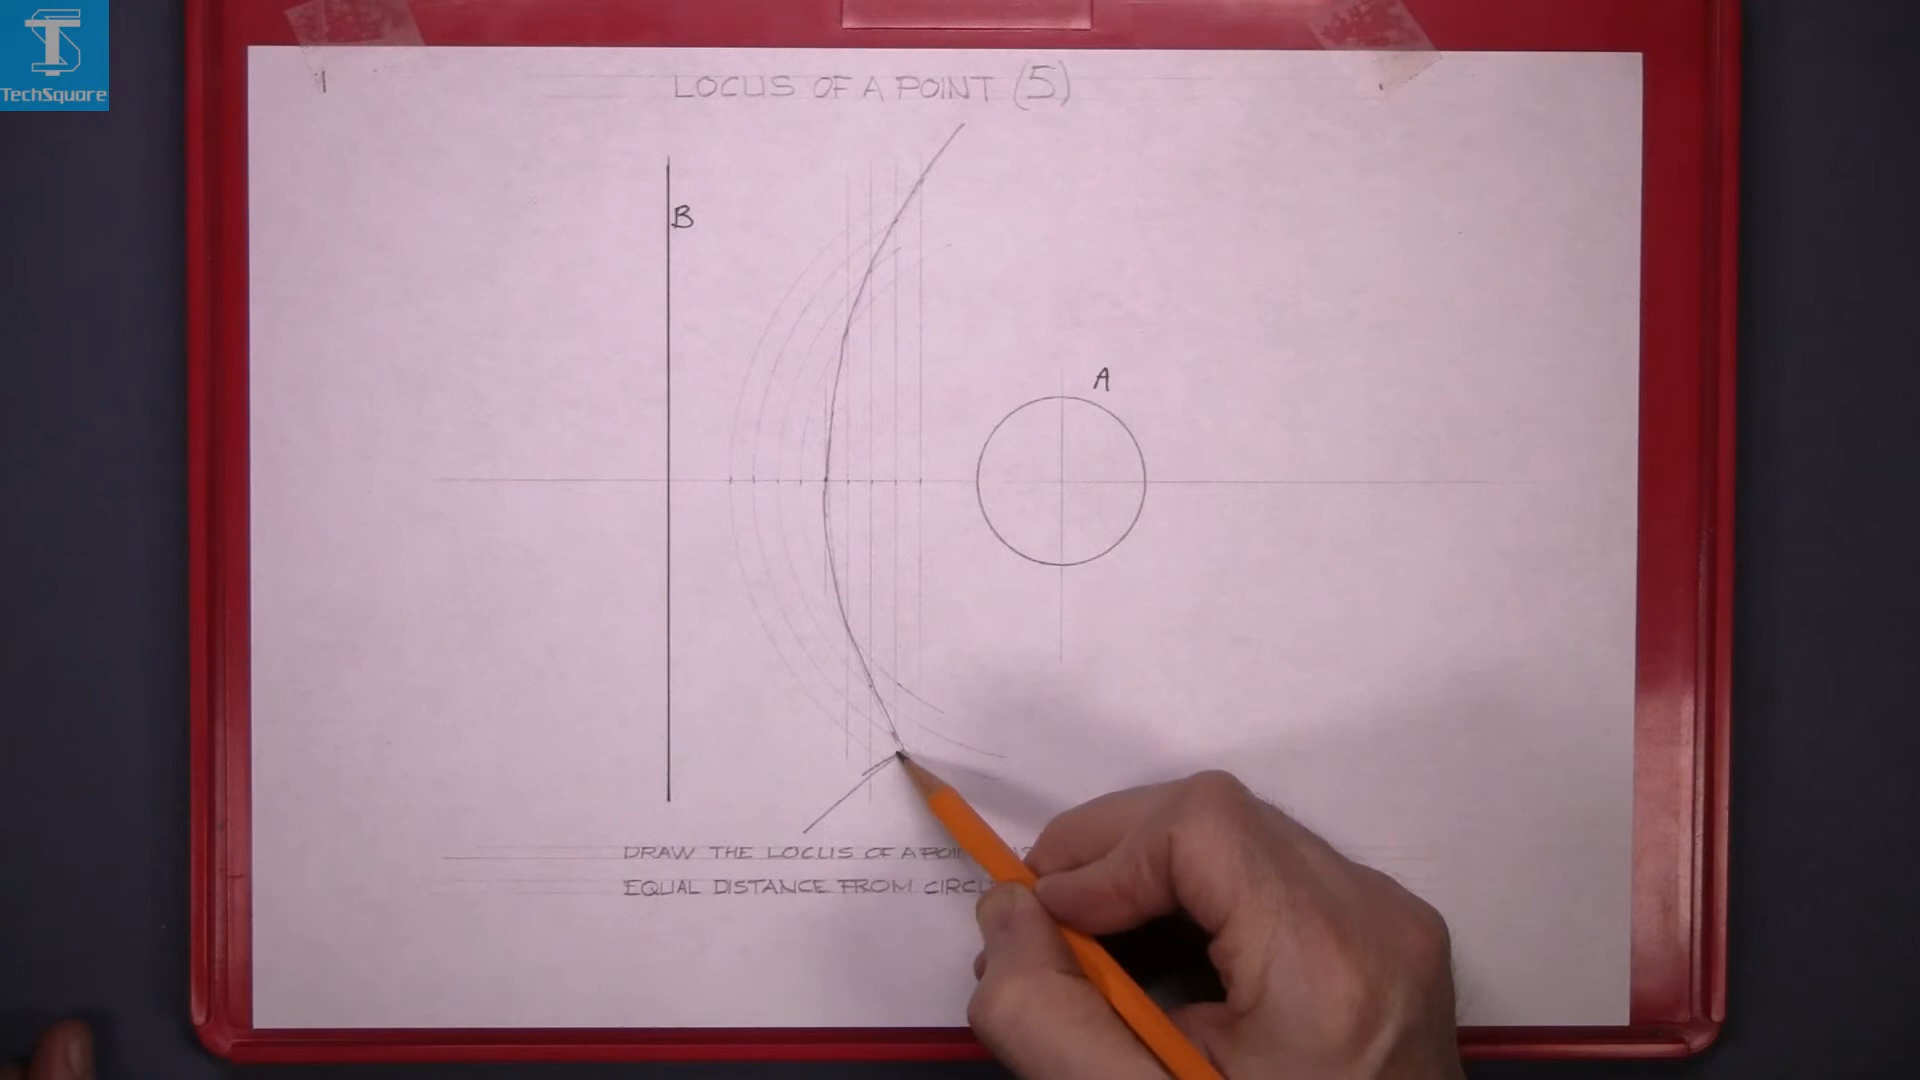 TechSquare
LOCUS OF A POINT (5)
B
A
DRAW THE LOCUS OF A
EQUAL DISTANCE FROM